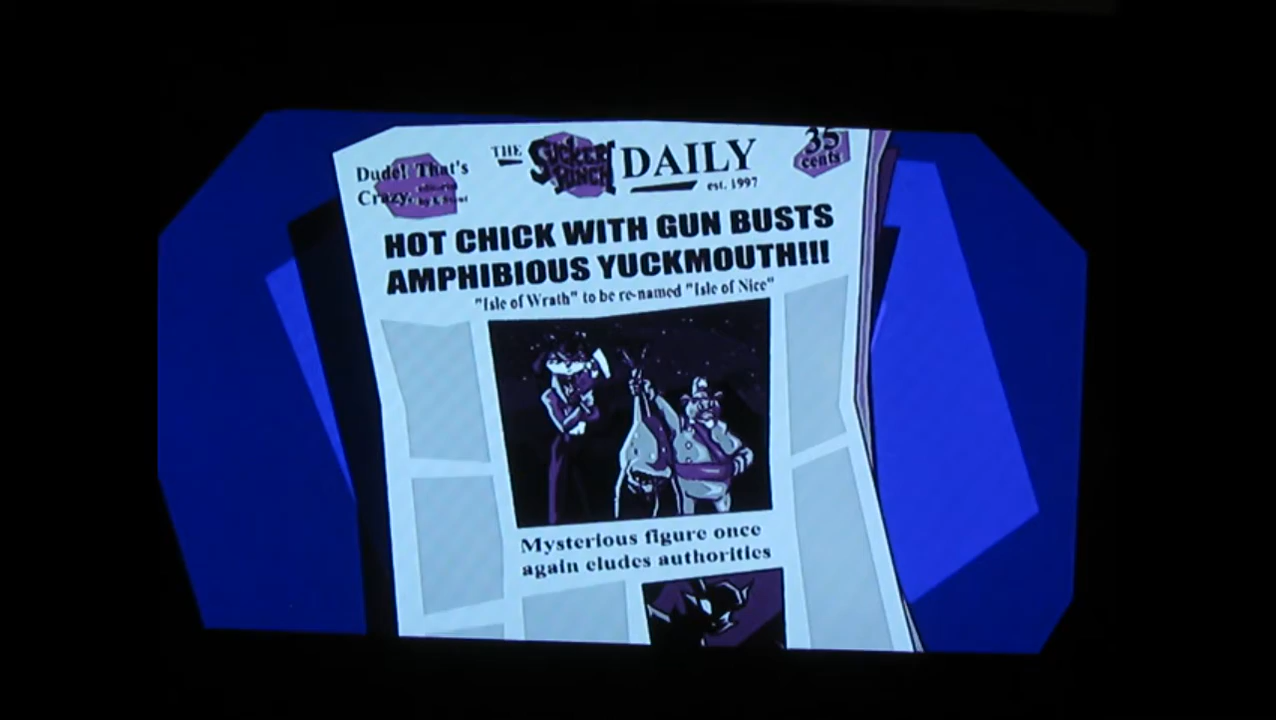 Dude! That's
Crazy.
THE SUCKER PUNCH DAILY
est. 1997
35
cents
HOT CHICK WITH GUN BUSTS
AMPHIBIOUS YUCKMOUTH!!!
"Isle of Wrath" to be re-named "Isle of Nice"
Mysterious figure once
again eludes authorities